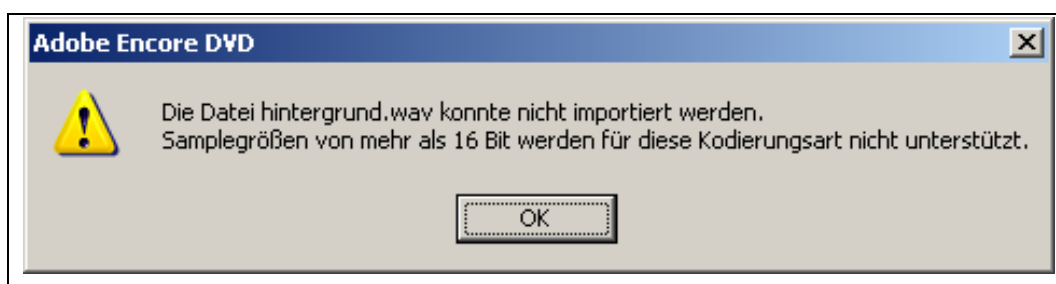 Adobe Encore DVD
Die Datei hintergrund.wav konnte nicht importiert werden.
Samplegrößen von mehr als 16 Bit werden für diese Kodierungsart nicht unterstützt.
OK